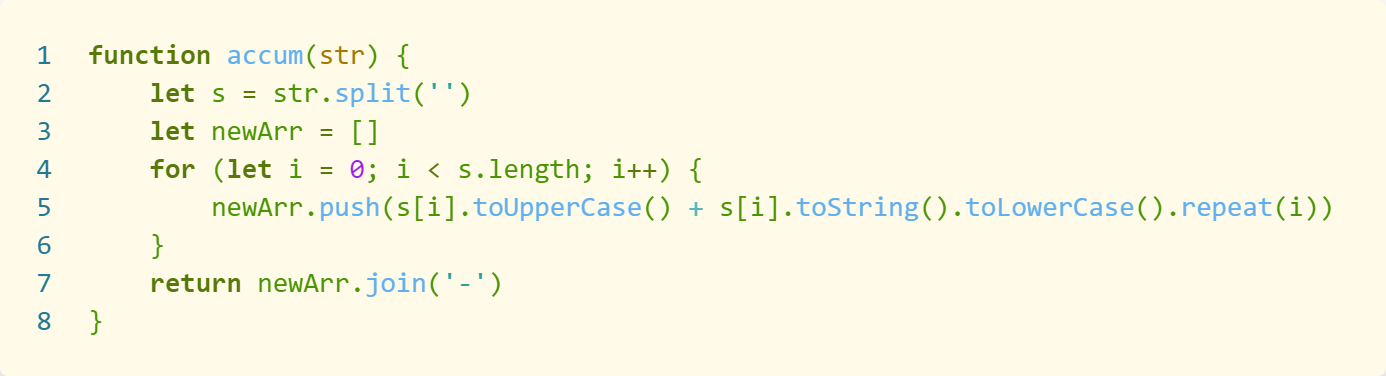 1 function accum(str) {
2     let s = str.split('')
3     let newArr = []
4     for (let i = 0; i < s.length; i++) {
5         newArr.push(s[i].toUpperCase() + s[i].toString().toLowerCase().repeat(i))
6     }
7     return newArr.join('-')
8 }